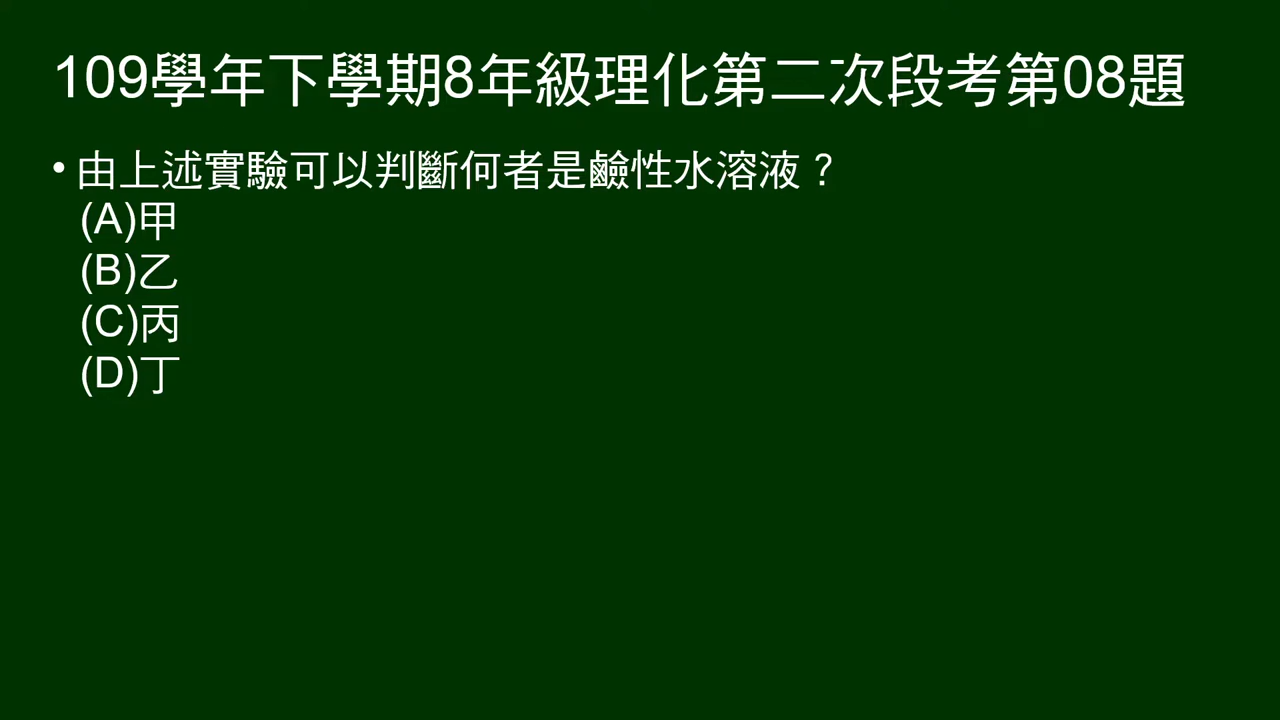 109學年下學期8年級理化第二次段考第08題
•由上述實驗可以判斷何者是鹼性水溶液？
(A)甲
(B)乙
(C)丙
(D)丁